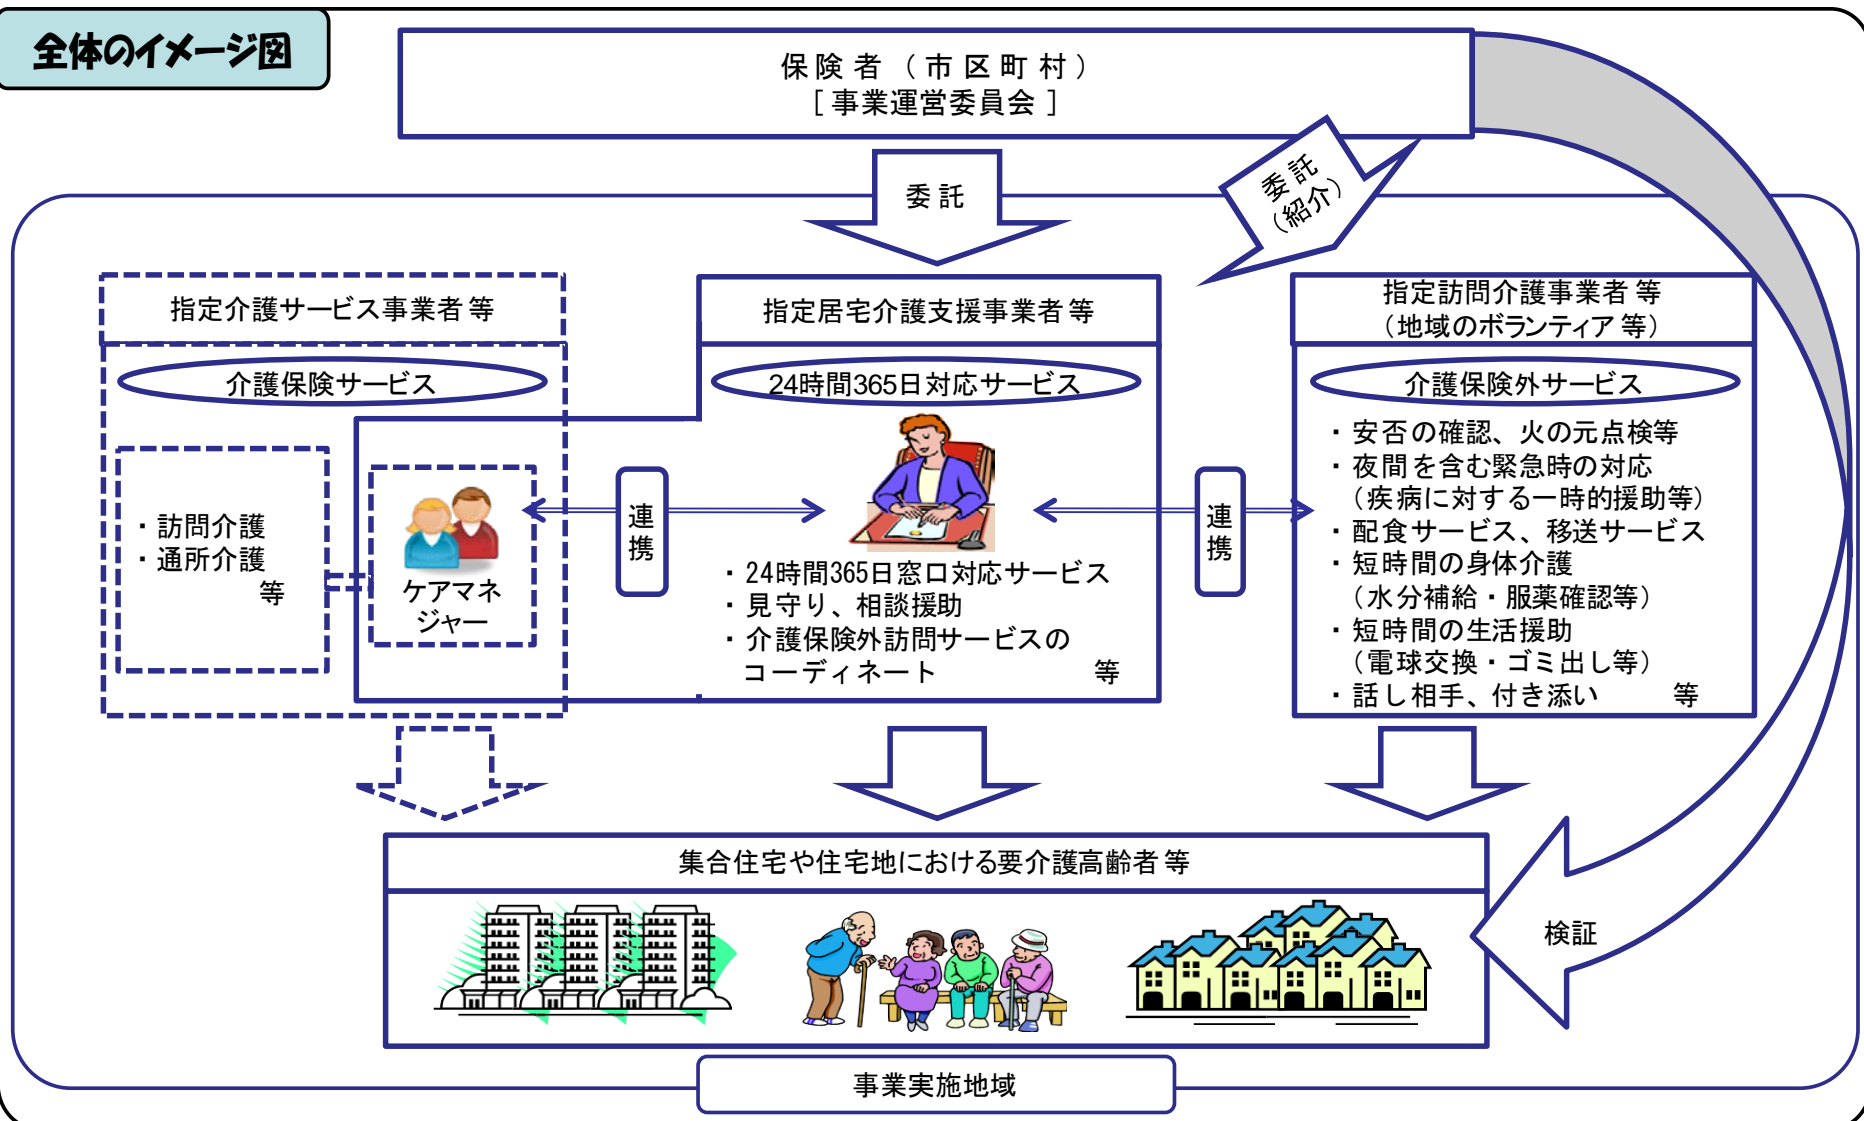 全体のイメージ図
保険者（市区町村）
［事業運営委員会］
委託
委託
（紹介）
指定介護サービス事業者等
介護保険サービス
・訪問介護
・通所介護
等
ケアマネ
ジャー
連携
指定居宅介護支援事業者等
24時間365日対応サービス
・24時間365日窓口対応サービス
・見守り、相談援助
・介護保険外訪問サービスの
コーディネート　等
連携
指定訪問介護事業者等
（地域のボランティア等）
介護保険外サービス
・安否の確認、火の元点検等
・夜間を含む緊急時の対応
（疾病に対する一時的援助等）
・配食サービス、移送サービス
・短時間の身体介護
（水分補給・服薬確認等）
・短時間の生活援助
（電球交換・ゴミ出し等）
・話し相手、付き添い　等
集合住宅や住宅地における要介護高齢者等
検証
事業実施地域